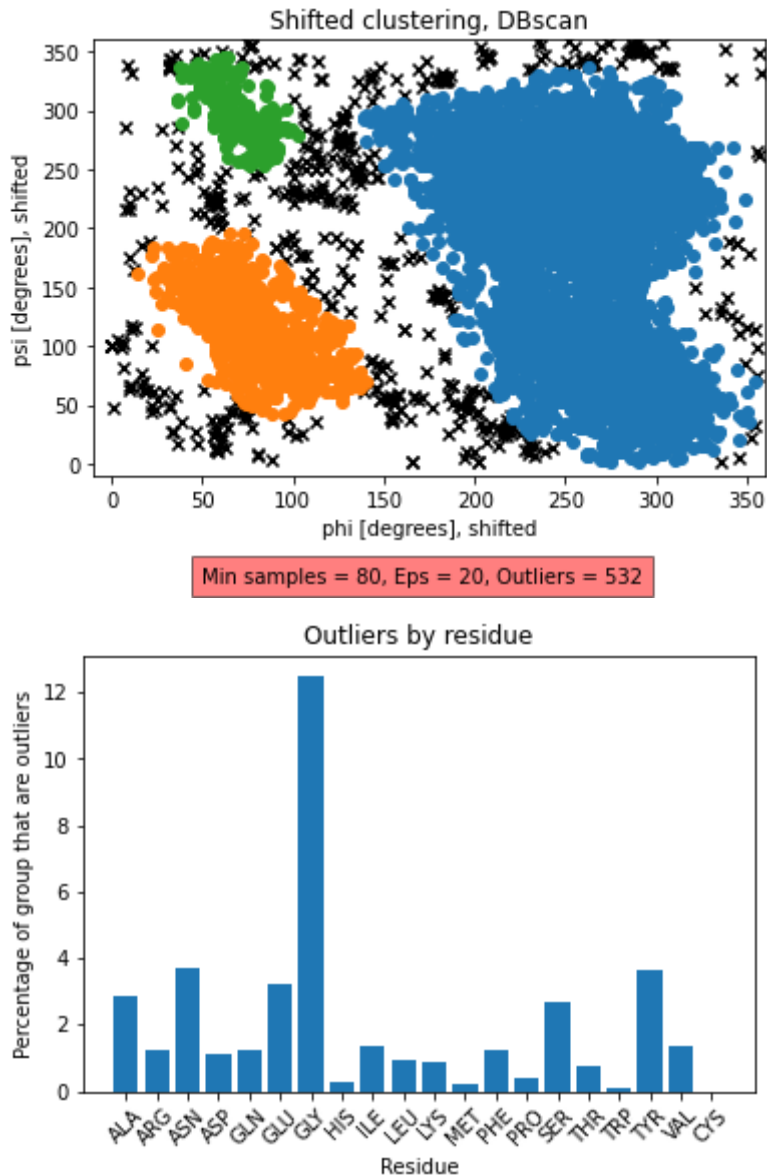 Shifted clustering, DBscan
psi [degrees], shifted
350
300
250
200
150
100
50
0
0 50 100 150 200 250 300 350
phi [degrees], shifted
Min samples = 80, Eps = 20, Outliers = 532
Outliers by residue
Percentage of group that are outliers
12
10
8
6
4
2
0
ALA ARG ASN ASP GLN GLU GLY HIS ILE LEU LYS MET PHE PRO SER THR TRP TYR VAL CYS
Residue